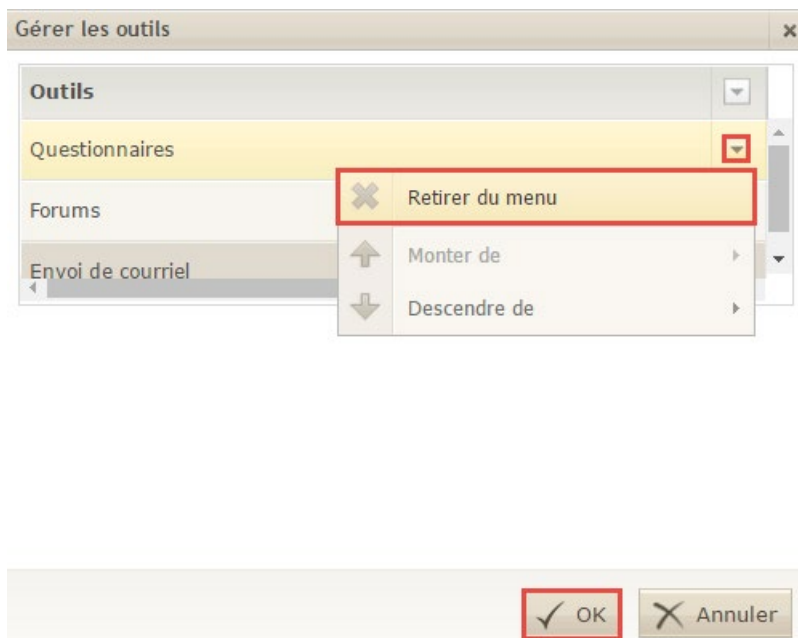 Gérer les outils
Outils
Questionnaires
Retirer du menu
Forums
Monter de
Envoi de courriel
Descendre de
OK
Annuler